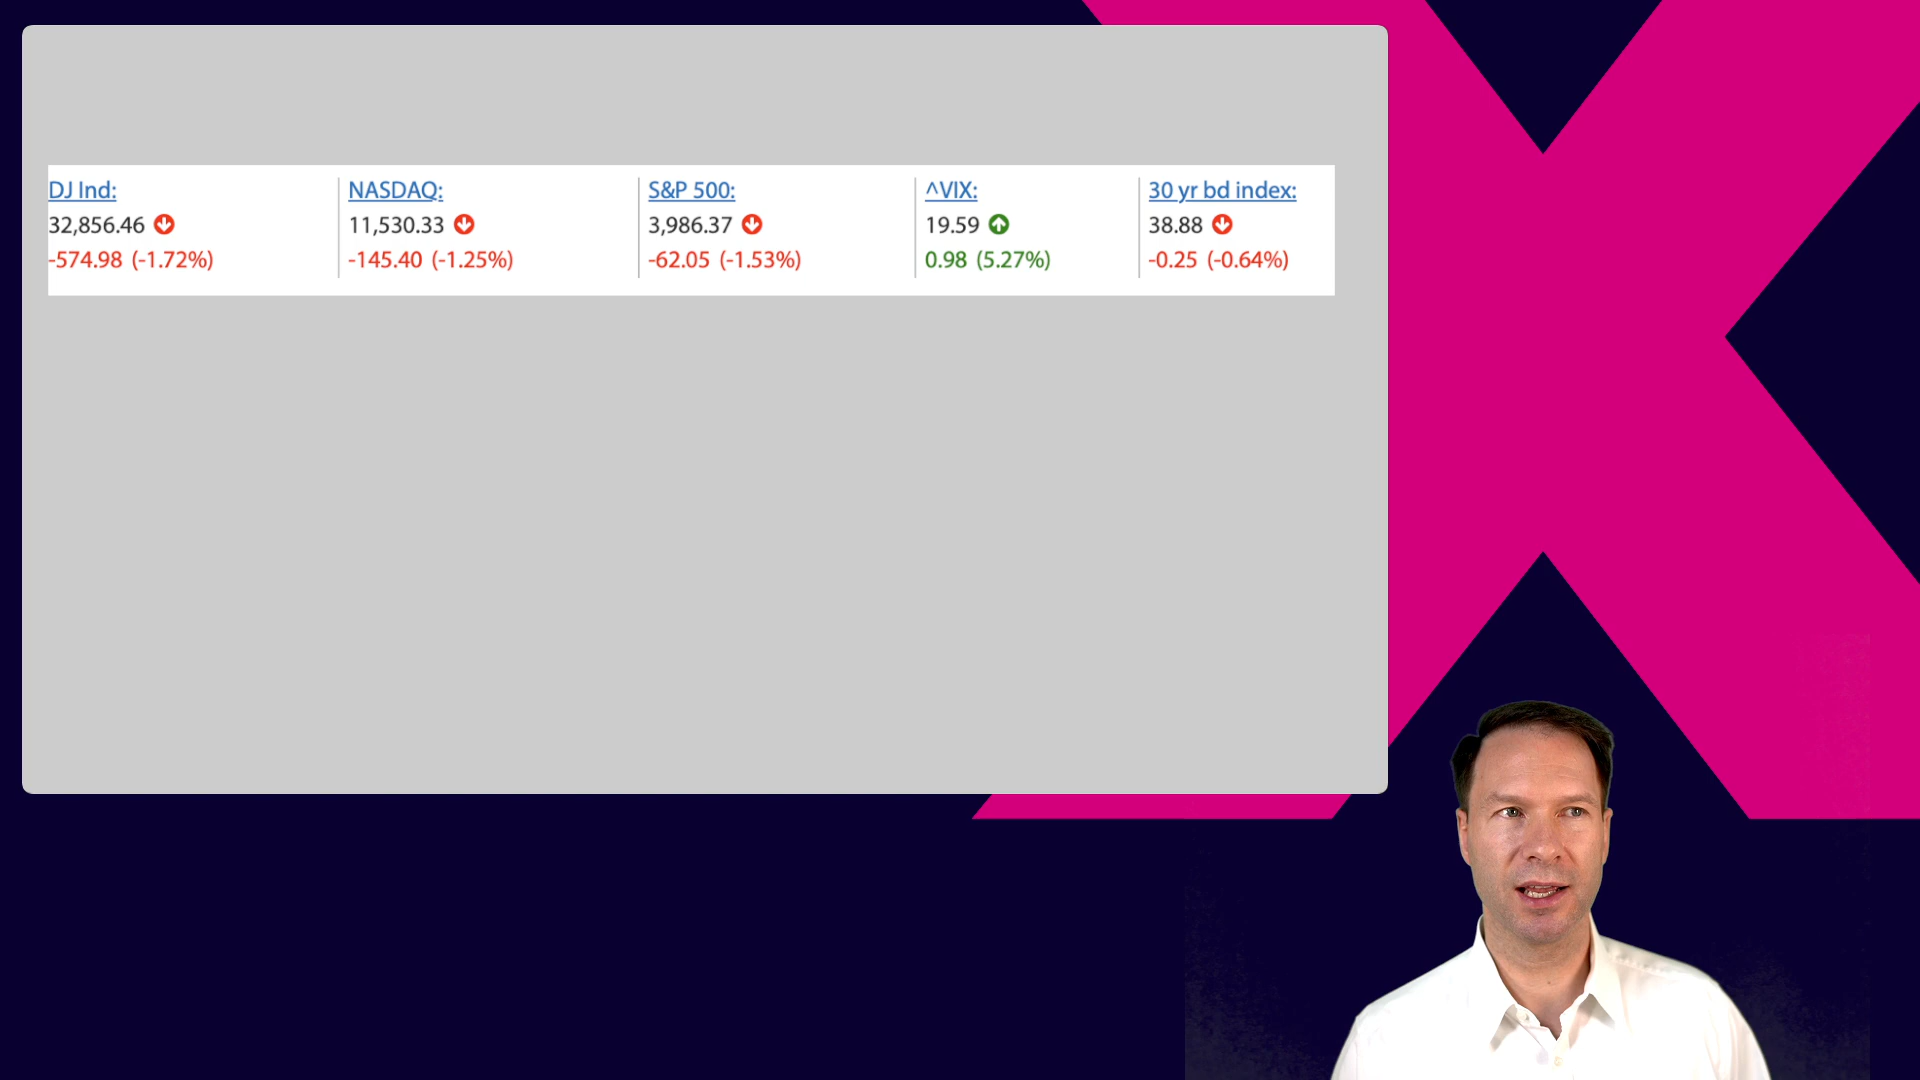 DJ Ind:
32,856.46
-574.98 (-1.72%)
NASDAQ:
11,530.33
-145.40 (-1.25%)
S&P 500:
3,986.37
-62.05 (-1.53%)
^VIX:
19.59
0.98 (5.27%)
30 yr bd index:
38.88
-0.25 (-0.64%)